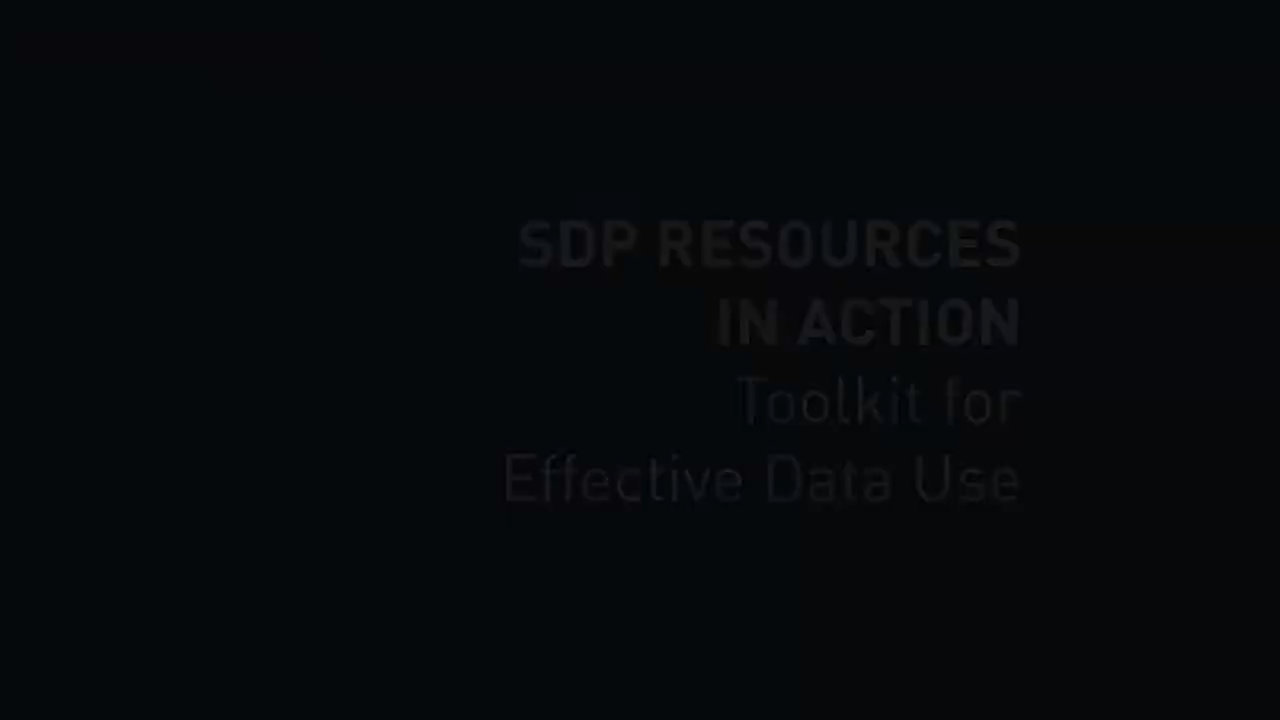 SDP RESOURCES
IN ACTION
Toolkit for
Effective Data Use